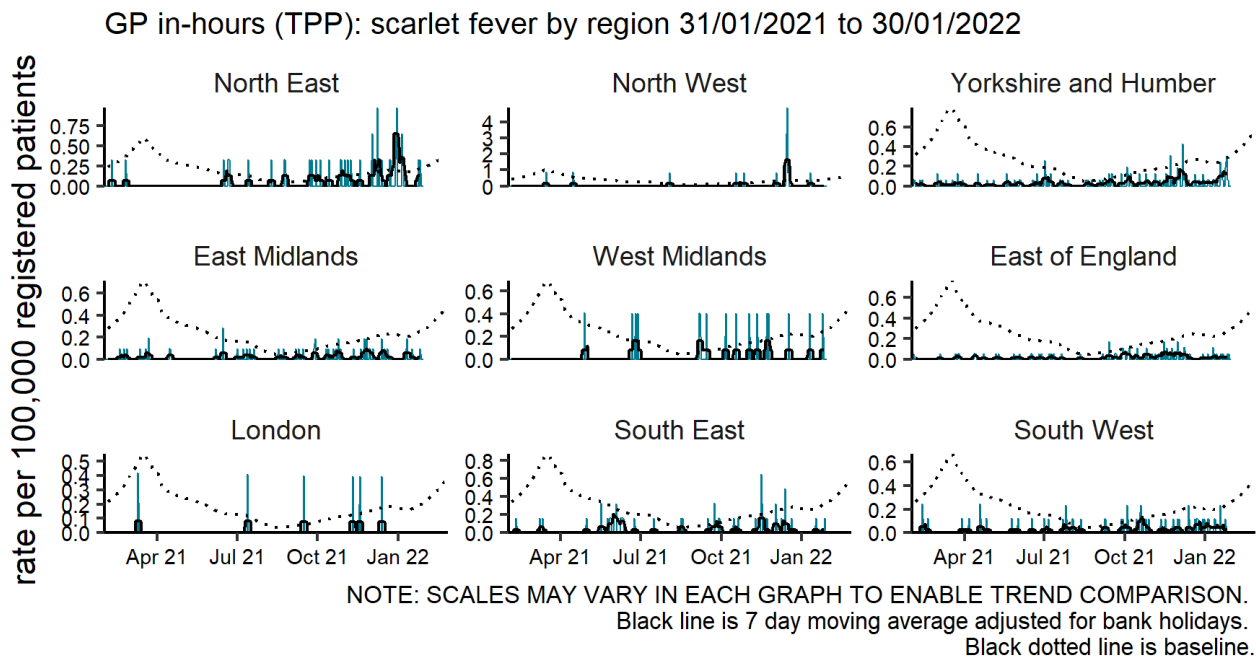 GP in-hours (TPP): scarlet fever by region 31/01/2021 to 30/01/2022
rate per 100,000 registered patients
North East
0.75
0.50
0.25
0.00
North West
4
3
2
1
0
Yorkshire and Humber
0.6
0.4
0.2
0.0
East Midlands
0.6
0.4
0.2
0.0
West Midlands
0.6
0.4
0.2
0.0
East of England
0.6
0.4
0.2
0.0
London
0.5
0.4
0.3
0.2
0.1
0.0
South East
0.8
0.6
0.4
0.2
0.0
South West
0.6
0.4
0.2
0.0
Apr 21 Jul 21 Oct 21 Jan 22
Apr 21 Jul 21 Oct 21 Jan 22
Apr 21 Jul 21 Oct 21 Jan 22
NOTE: SCALES MAY VARY IN EACH GRAPH TO ENABLE TREND COMPARISON.
Black line is 7 day moving average adjusted for bank holidays.
Black dotted line is baseline.